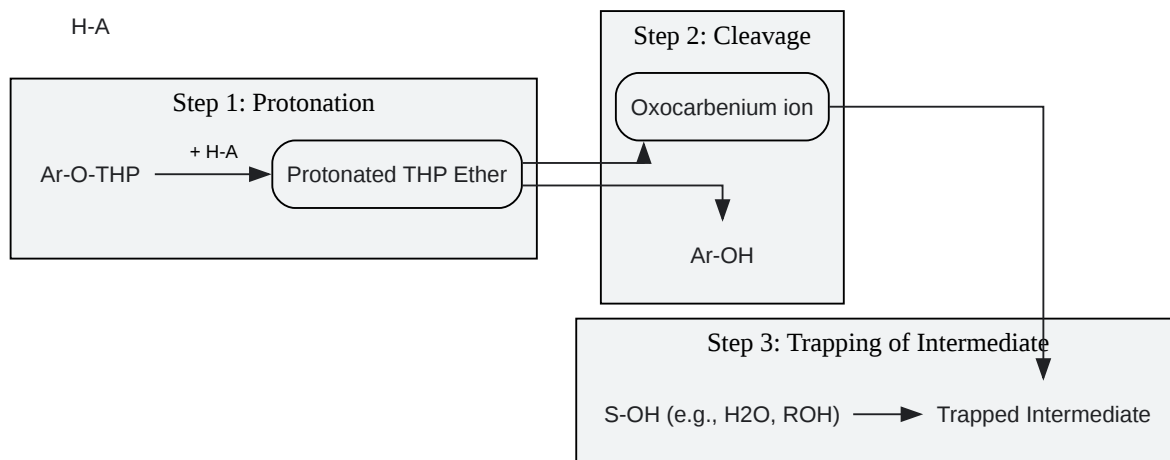 H-A
Step 1: Protonation
Ar-O-THP
+ H-A
Protonated THP Ether
Step 2: Cleavage
Oxocarbenium ion
Ar-OH
Step 3: Trapping of Intermediate
S-OH (e.g., H2O, ROH)
Trapped Intermediate